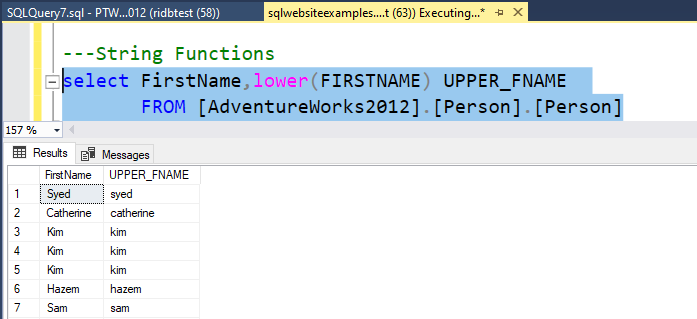 SQLQuery7.sql - PTW...012 (ridbtest (58))
sqlwebsiteexamples....t (63)) Executing...*
---String Functions
select FirstName,lower(FIRSTNAME) UPPER_FNAME
FROM [AdventureWorks2012].[Person].[Person]
157 %
Results Messages
FirstName UPPER_FNAME
1 Syed syed
2 Catherine catherine
3 Kim kim
4 Kim kim
5 Kim kim
6 Hazem hazem
7 Sam sam